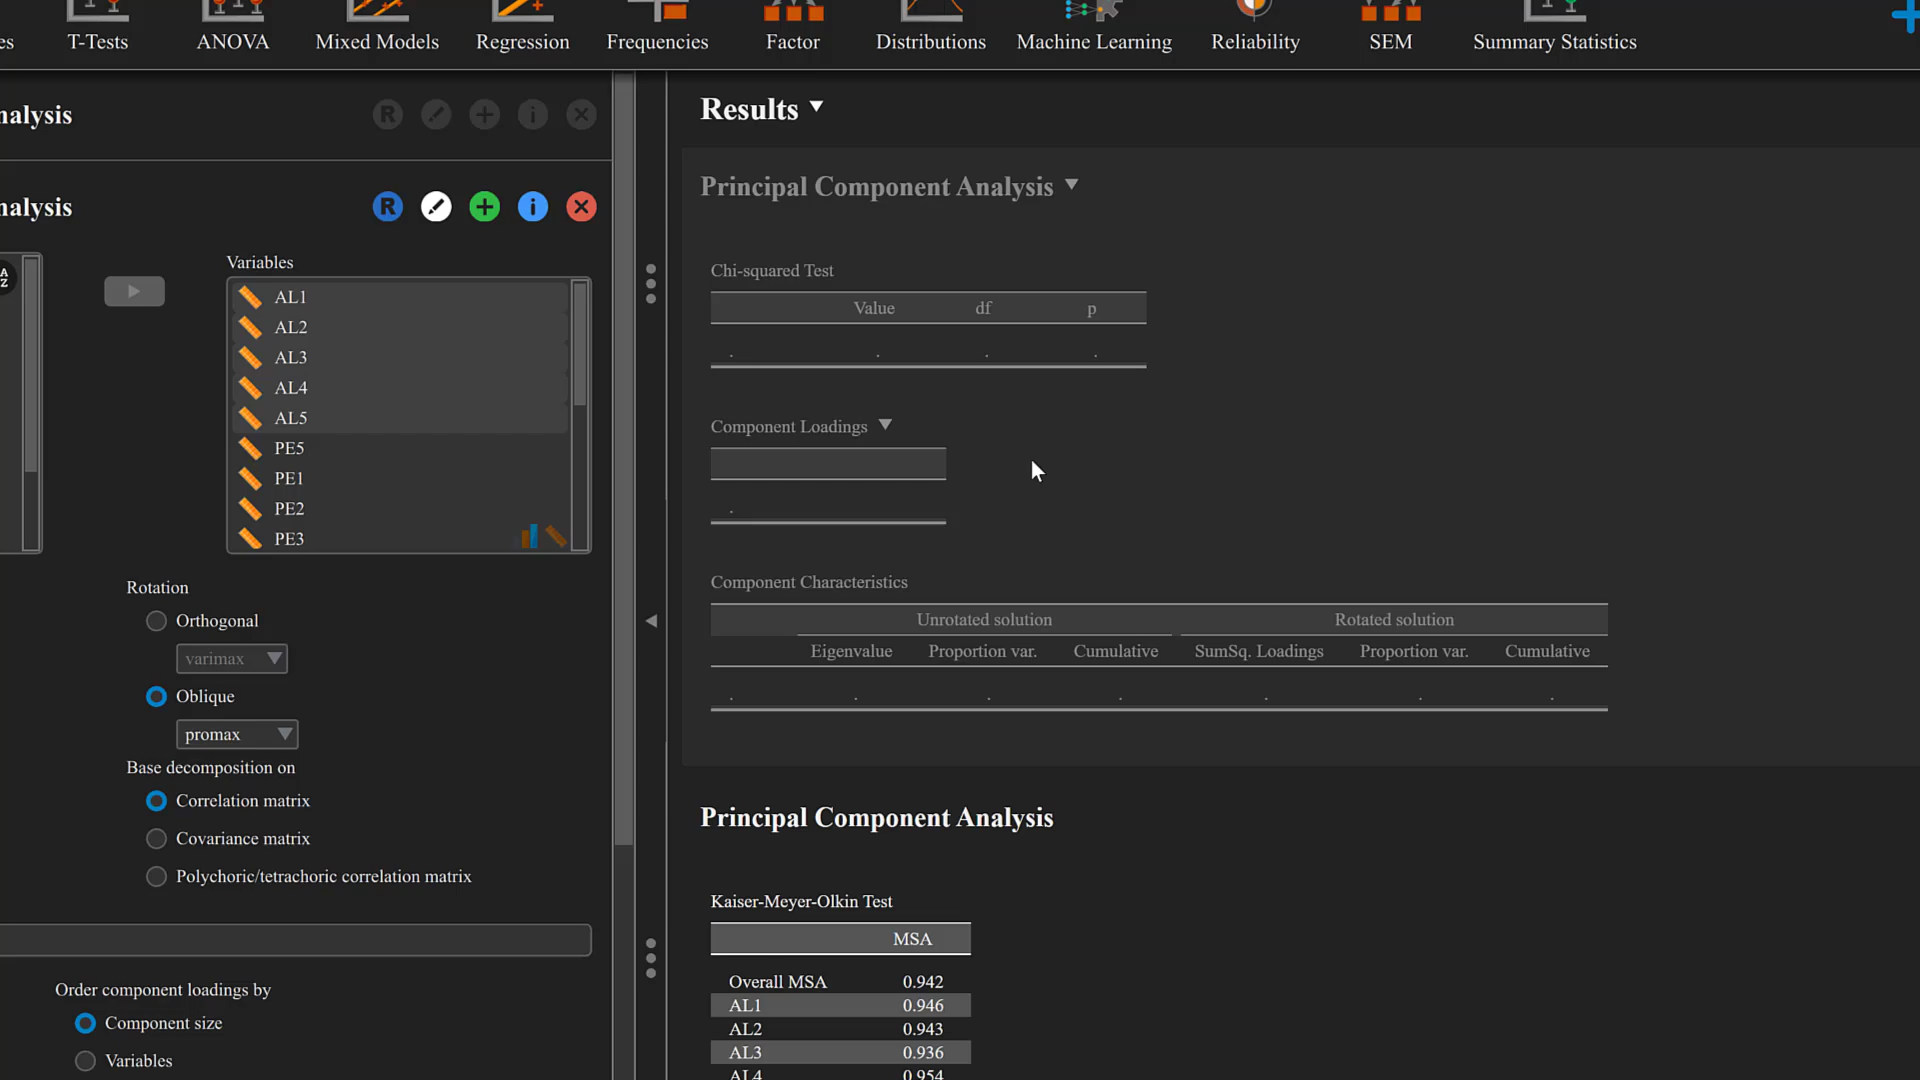 es
T-Tests
ANOVA
Mixed Models
Regression
Frequencies
Factor
Distributions
Machine Learning
Reliability
SEM
Summary Statistics
nalysis
R
nalysis
R
A
Z
Variables
AL1
AL2
AL3
AL4
AL5
PE5
PE1
PE2
PE3
Rotation
Orthogonal
varimax
Oblique
promax
Base decomposition on
Correlation matrix
Covariance matrix
Polychoric/tetrachoric correlation matrix
Order component loadings by
Component size
Variables
Results
Principal Component Analysis
Chi-squared Test
Value df p
. . . .
Component Loadings
.
Component Characteristics
Unrotated solution Rotated solution
Eigenvalue Proportion var. Cumulative SumSq. Loadings Proportion var. Cumulative
. . . . . . .
Principal Component Analysis
Kaiser-Meyer-Olkin Test
MSA
Overall MSA 0.942
AL1 0.946
AL2 0.943
AL3 0.936
AL4 0.954